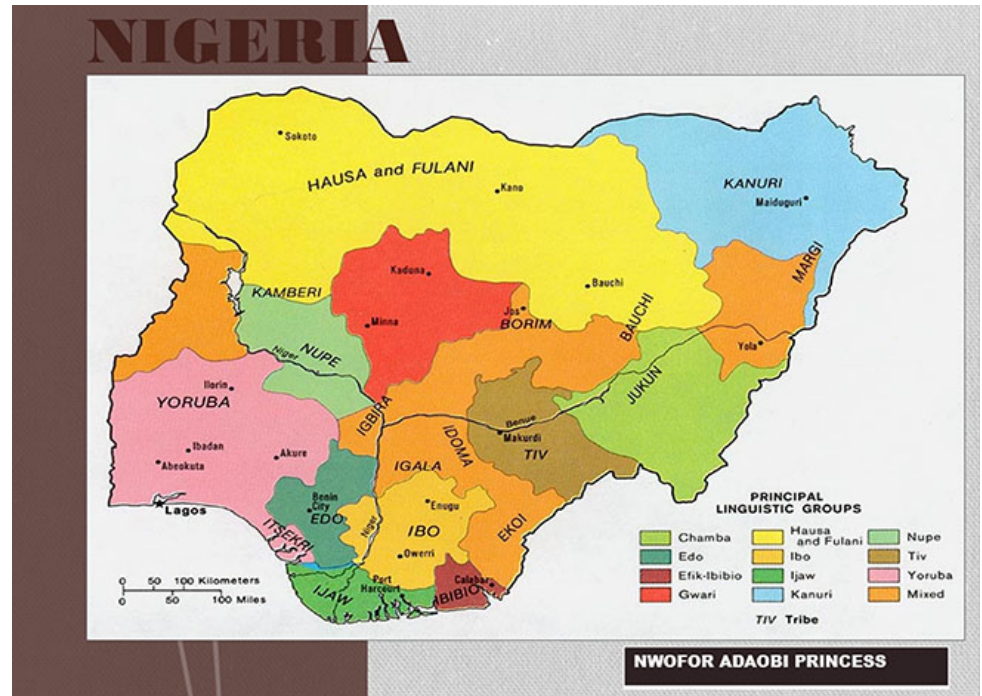 NIGERIA
Sokoto
HAUSA and FULANI
Kano
KANURI
Maiduguri
Kaduna
MARGI
KAMBERI
Bauchi
Jos
BORIM
BAUCHI
Minna
Niger
NUPE
Yola
Ilorin
YORUBA
IGBIRA
JUKUN
Benue
Makurdi
IDOMA
TIV
Ibadan
Abeokuta
Akure
IGALA
Benin
City
EDO
Enugu
Lagos
ITSEKRI
Niger
IBO
EKOI
Owerri
IJAW
Port
Harcourt
Calabar
IBIBIO
0 50 100 Kilometers
0 50 100 Miles
PRINCIPAL
LINGUISTIC GROUPS
Chamba
Edo
Efik-Ibibio
Gwari
Hausa
and Fulani
Ibo
Ijaw
Kanuri
Nupe
Tiv
Yoruba
Mixed
TIV Tribe
NWOFOR ADAOBI PRINCESS